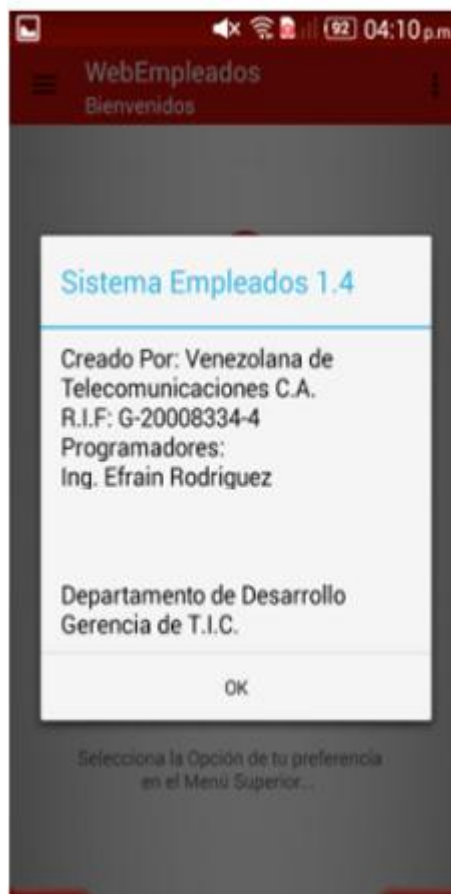 92 04:10 p.m
WebEmpleados
Bienvenidos
Sistema Empleados 1.4
Creado Por: Venezolana de
Telecomunicaciones C.A.
R.I.F: G-20008334-4
Programadores:
Ing. Efrain Rodriguez
Departamento de Desarrollo
Gerencia de T.I.C.
OK
Selecciona la Opción de tu preferencia
en el Menú Superior...